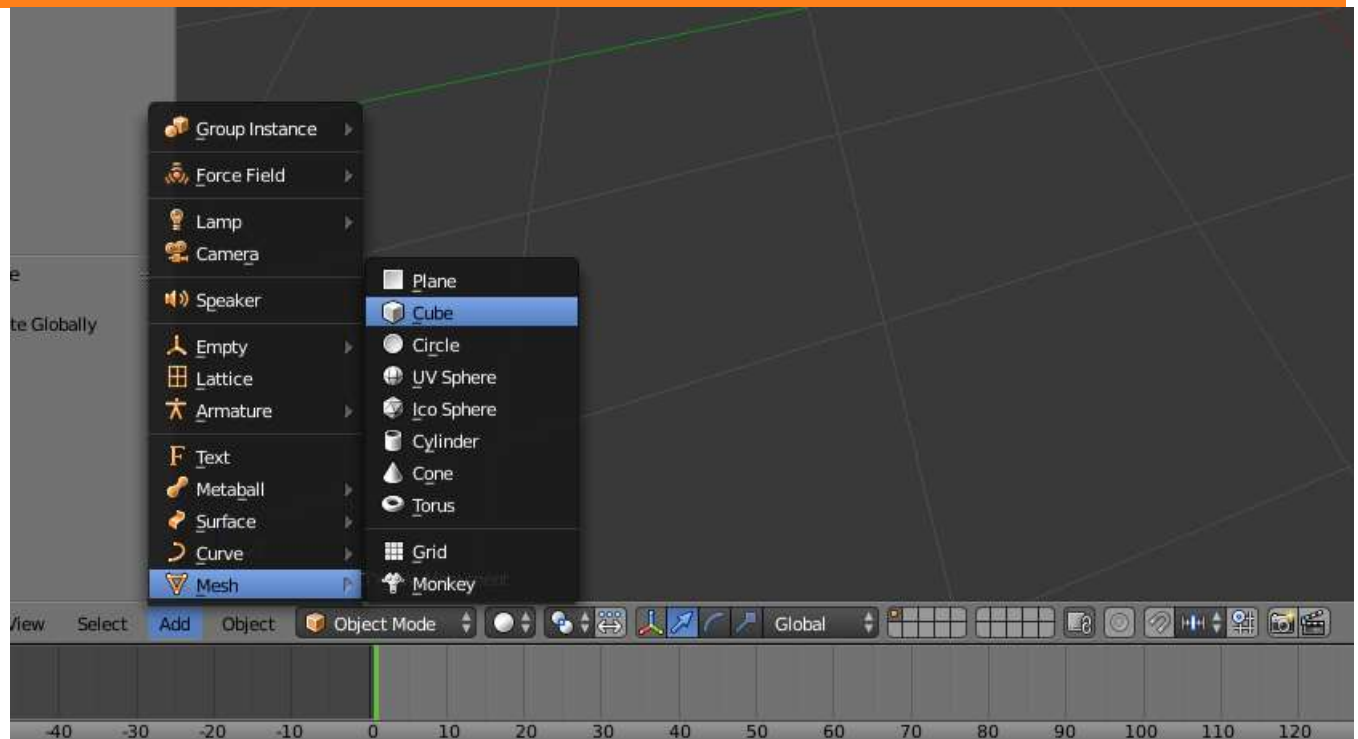 Group Instance
Force Field
Lamp
Camera
Speaker
Empty
Lattice
Armature
Text
Metaball
Surface
Curve
Mesh
Plane
Cube
Circle
UV Sphere
Ico Sphere
Cylinder
Cone
Torus
Grid
Monkey
e
te Globally
View Select Add Object Object Mode Global
-40 -30 -20 -10 0 10 20 30 40 50 60 70 80 90 100 110 120